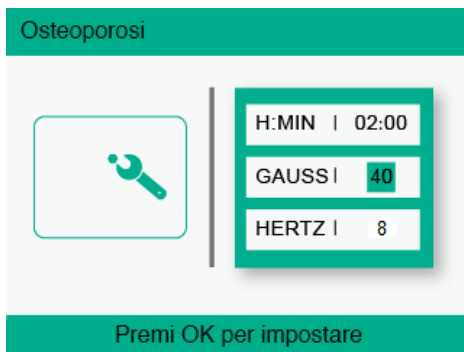 Osteoporosi
H:MIN | 02:00
GAUSS | 40
HERTZ | 8
Premi OK per impostare